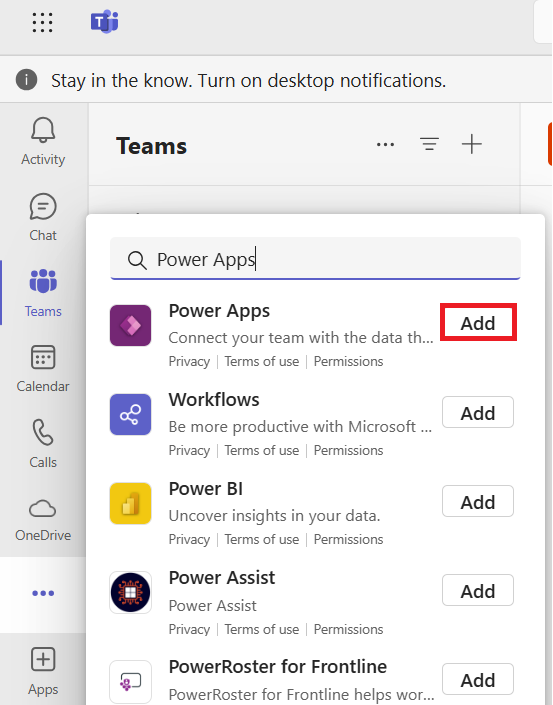 Stay in the know. Turn on desktop notifications.
Activity
Chat
Teams
Calendar
Calls
OneDrive
Apps
Teams
Power Apps
Power Apps
Add
Connect your team with the data th...
Privacy | Terms of use | Permissions
Workflows
Add
Be more productive with Microsoft ...
Privacy | Terms of use | Permissions
Power BI
Add
Uncover insights in your data.
Privacy | Terms of use | Permissions
Power Assist
Add
Power Assist
Privacy | Terms of use | Permissions
PowerRoster for Frontline
Add
PowerRoster for Frontline helps wor...